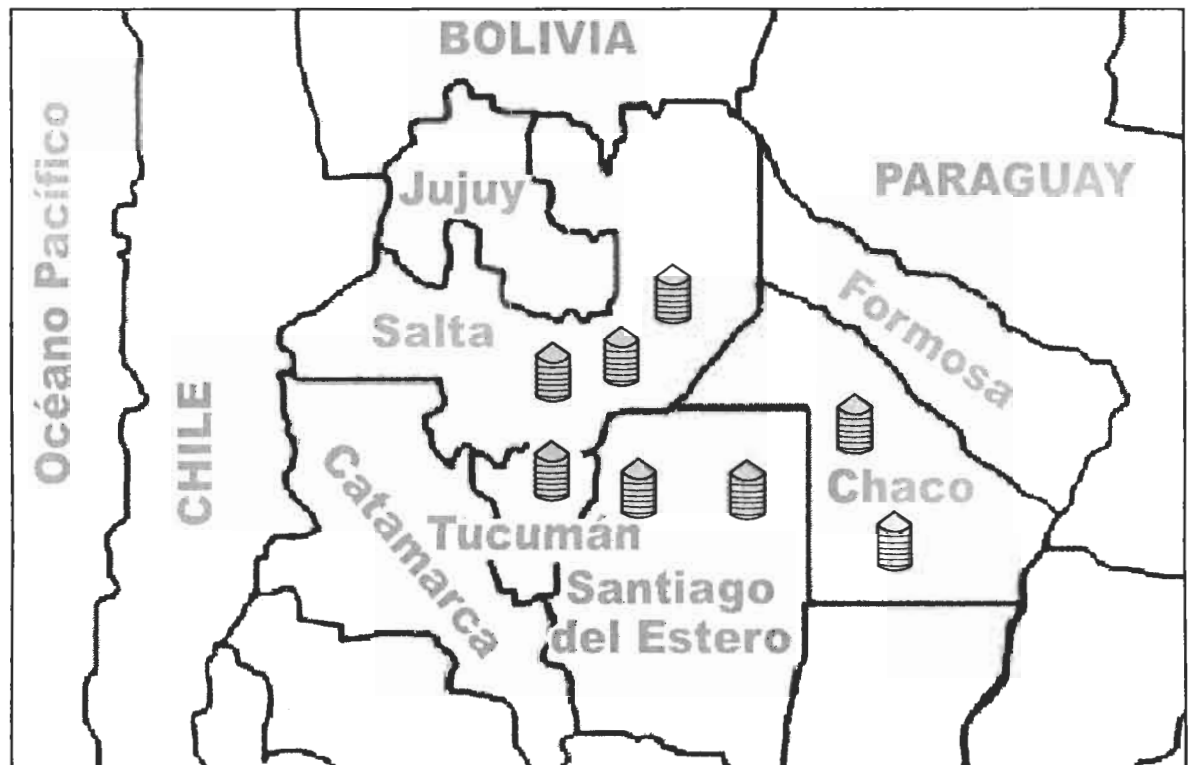 BOLIVIA
Océano Pacífico
Jujuy
PARAGUAY
Formosa
Salta
CHILE
Catamarca
Chaco
Tucumán
Santiago
del Estero